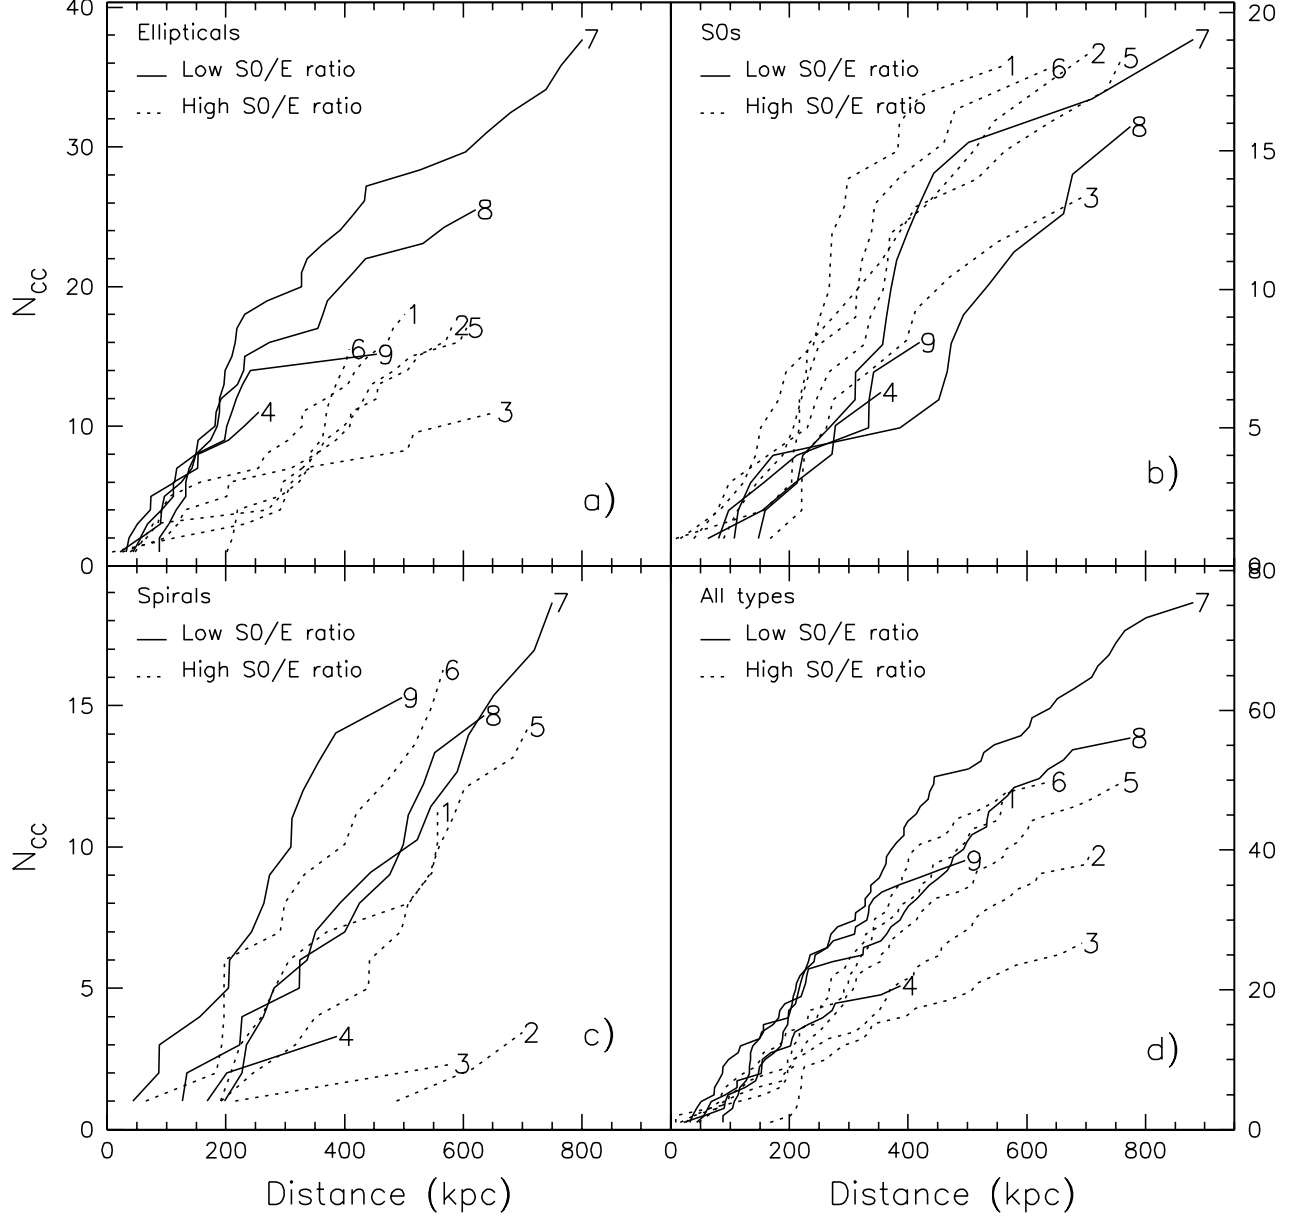 40
Ellipticals
Low S0/E ratio
High S0/E ratio
7
8
1
2
5
6
9
4
3
30
20
10
0
N_CC
a)
S0s
Low S0/E ratio
High S0/E ratio
1
6
2
5
7
8
3
9
4
20
15
10
5
0
b)
Spirals
Low S0/E ratio
High S0/E ratio
7
6
9
8
5
1
4
3
2
15
10
5
0
N_CC
c)
0 200 400 600 800
Distance (kpc)
All types
Low S0/E ratio
High S0/E ratio
7
8
6
1
5
9
2
3
4
80
60
40
20
0
d)
0 200 400 600 800
Distance (kpc)